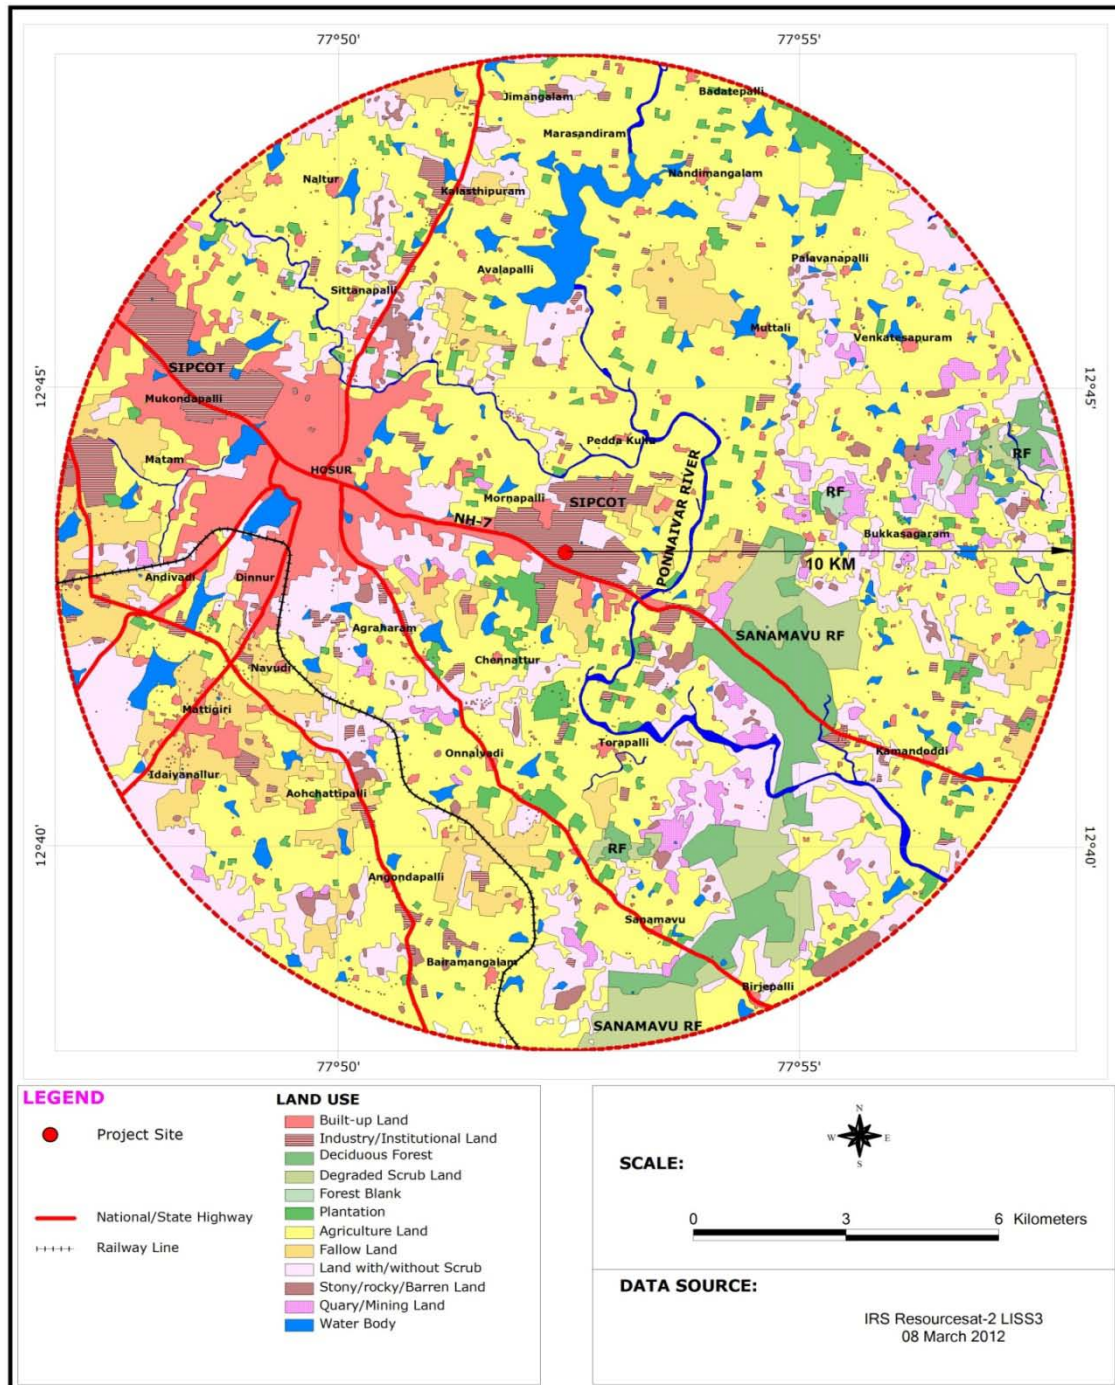 77°50'
77°55'
Jimangalam
Badatepalli
Marasandiram
Naltur
Nandimangalam
Kalasthipuram
Avalapalli
Palavanapalli
Sittanapalli
Muttali
Venkatesapuram
SIPCOT
12°45'
12°45'
Mukondapalli
Pedda Kullu
Matam
HOSUR
RF
Mornapalli
SIPCOT
RF
NH-7
Bukkasagaram
PONNAIYAR RIVER
10 KM
Andivadi
Dinnur
Agraharam
SANAMAVU RF
Chennattur
Navudi
Mattigiri
Torapalli
Onnalvadi
Kamandoddi
Idaiyanallur
Aohchattipalli
12°40'
RF
12°40'
Angondapalli
Sanamavu
Bairamangalam
Birjepalli
SANAMAVU RF
77°50'
77°55'
LEGEND
Project Site
National/State Highway
Railway Line
LAND USE
Built-up Land
Industry/Institutional Land
Deciduous Forest
Degraded Scrub Land
Forest Blank
Plantation
Agriculture Land
Fallow Land
Land with/without Scrub
Stony/rocky/Barren Land
Quary/Mining Land
Water Body
N
W E
S
SCALE:
0 3 6 Kilometers
DATA SOURCE:
IRS Resourcesat-2 LISS3
08 March 2012